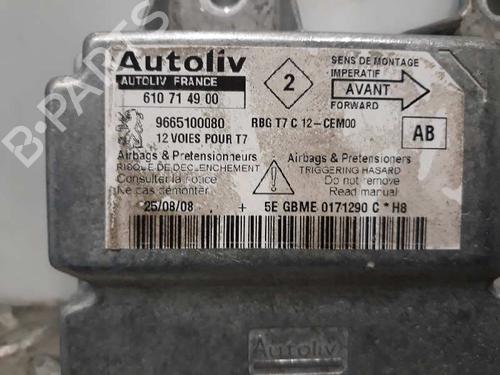 Autoliv
AUTOLIV FRANCE
610 71 49 00
2
SENS DE MONTAGE
IMPERATIF
AVANT
FORWARD
9665100080
RBG T7 C 12-CEM00
12 VOIES POUR T7
AB
Airbags & Pretensionneurs
RISQUE DE DECLENCHEMENT
Consulter la notice
Ne cas démonter
Airbags & Pretensioners
TRIGGERING HASARD
Do not remove
Read manual
25/08/08 . + 5E GBME 0171290 C * H8
Autoliv
B-PARTS